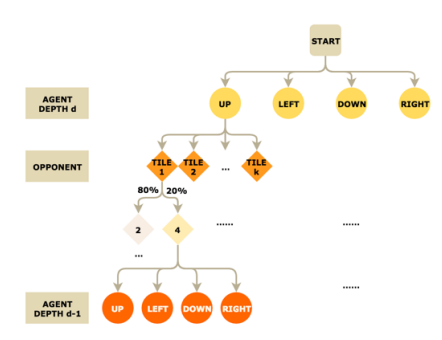 START
AGENT
DEPTH d
UP
LEFT
DOWN
RIGHT
OPPONENT
TILE
1
TILE
2
...
TILE
k
80%
20%
2
4
......
......
...
......
AGENT
DEPTH d-1
UP
LEFT
DOWN
RIGHT